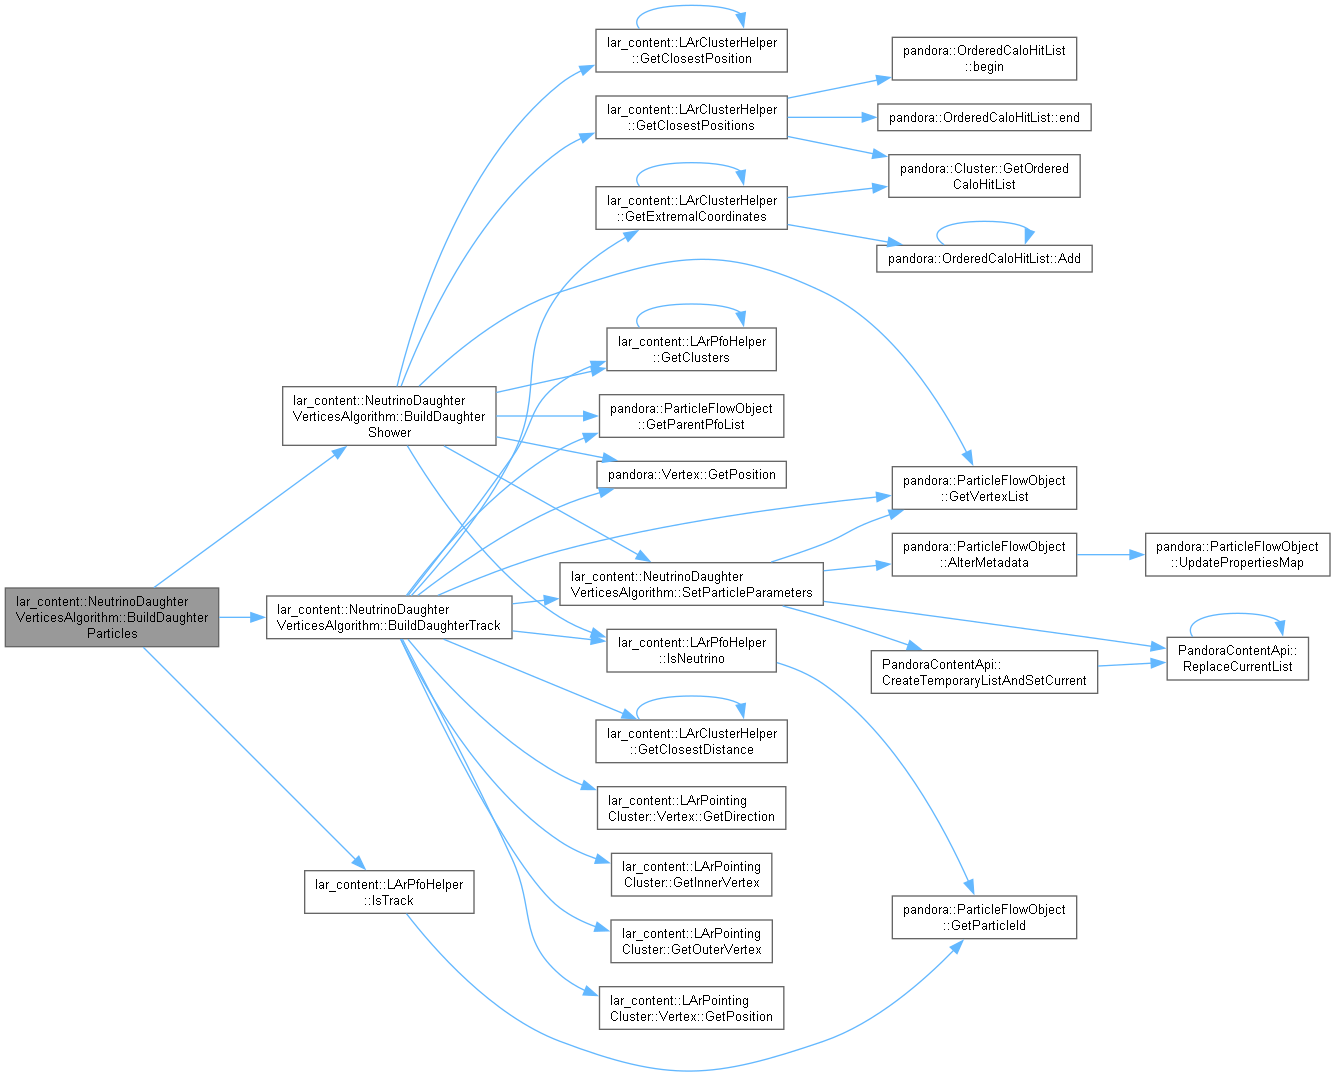 lar_content::NeutrinoDaughter
VerticesAlgorithm::BuildDaughter
Particles
lar_content::NeutrinoDaughter
VerticesAlgorithm::BuildDaughter
Shower
lar_content::NeutrinoDaughter
VerticesAlgorithm::BuildDaughterTrack
lar_content::LArPfoHelper
::IsTrack
lar_content::LArClusterHelper
::GetClosestPosition
lar_content::LArClusterHelper
::GetClosestPositions
lar_content::LArClusterHelper
::GetExtremalCoordinates
lar_content::LArPfoHelper
::GetClusters
pandora::ParticleFlowObject
::GetParentPfoList
pandora::Vertex::GetPosition
lar_content::NeutrinoDaughter
VerticesAlgorithm::SetParticleParameters
lar_content::LArPfoHelper
::IsNeutrino
lar_content::LArClusterHelper
::GetClosestDistance
lar_content::LArPointing
Cluster::Vertex::GetDirection
lar_content::LArPointing
Cluster::GetInnerVertex
lar_content::LArPointing
Cluster::GetOuterVertex
lar_content::LArPointing
Cluster::Vertex::GetPosition
pandora::OrderedCaloHitList
::begin
pandora::OrderedCaloHitList::end
pandora::Cluster::GetOrdered
CaloHitList
pandora::OrderedCaloHitList::Add
pandora::ParticleFlowObject
::GetVertexList
pandora::ParticleFlowObject
::AlterMetadata
PandoraContentApi::
CreateTemporaryListAndSetCurrent
pandora::ParticleFlowObject
::GetParticleId
pandora::ParticleFlowObject
::UpdatePropertiesMap
PandoraContentApi::
ReplaceCurrentList